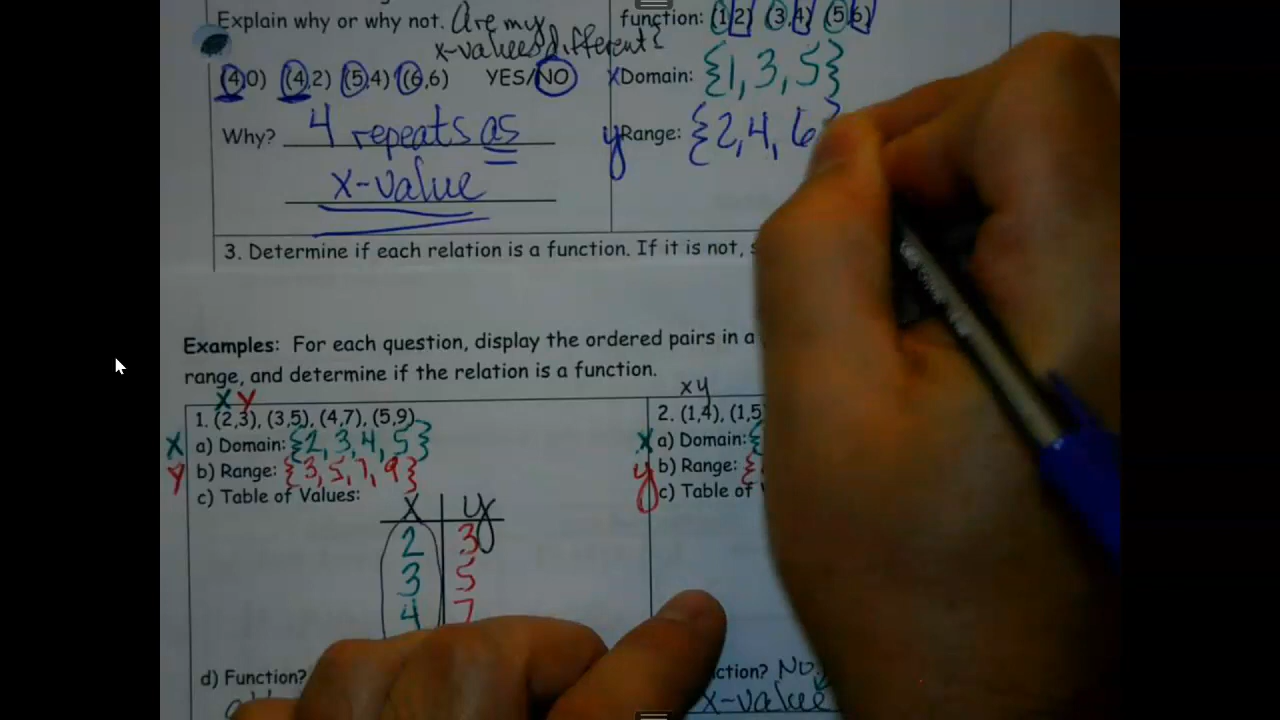 Explain why or why not. Are my
x-values different?
(4,0) (4,2) (5,4) (6,6) YES/NO
Why? 4 repeats as
x-value
function: (1,2) (3,4) (5,6)
x Domain: {1, 3, 5}
y Range: {2, 4, 6}
3. Determine if each relation is a function. If it is not,
Examples: For each question, display the ordered pairs in a
range, and determine if the relation is a function.
X Y
1. (2,3), (3,5), (4,7), (5,9)
X a) Domain: {2, 3, 4, 5}
Y b) Range: {3, 5, 7, 9}
c) Table of Values:
X | y
2 3
3 5
4 7
d) Function?
x y
2. (1,4), (1,5
X a) Domain: {
y b) Range: {
c) Table of
ction? No
x-value